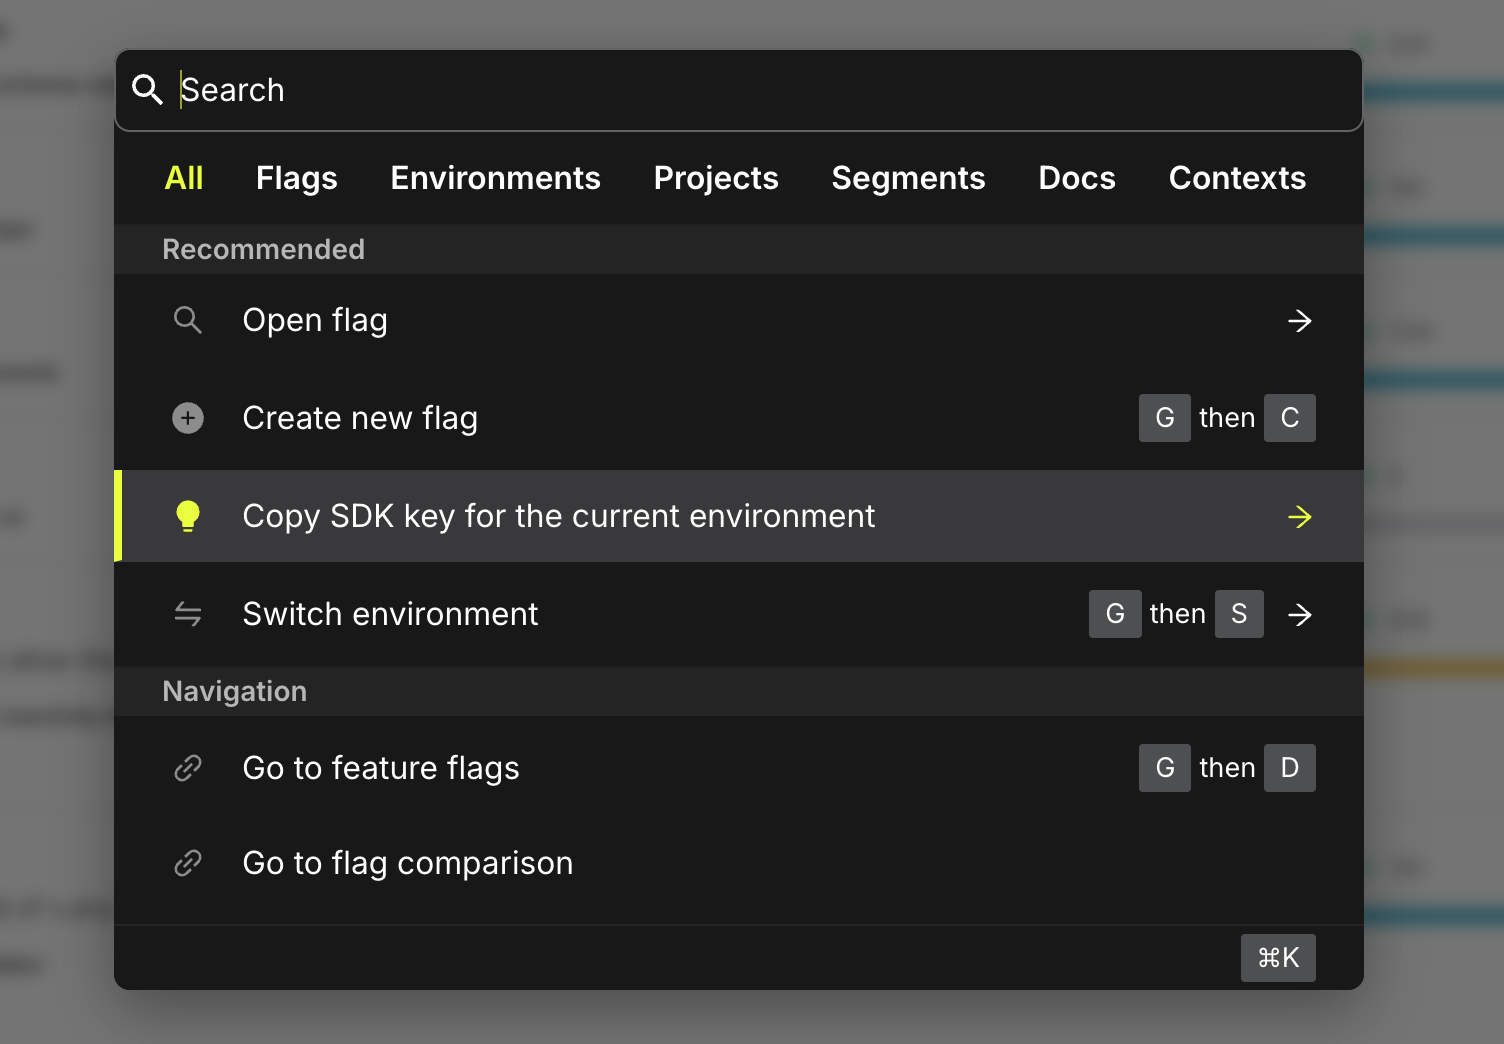 Search
All Flags Environments Projects Segments Docs Contexts
Recommended
Open flag
Create new flag G then C
Copy SDK key for the current environment
Switch environment G then S
Navigation
Go to feature flags G then D
Go to flag comparison
⌘K